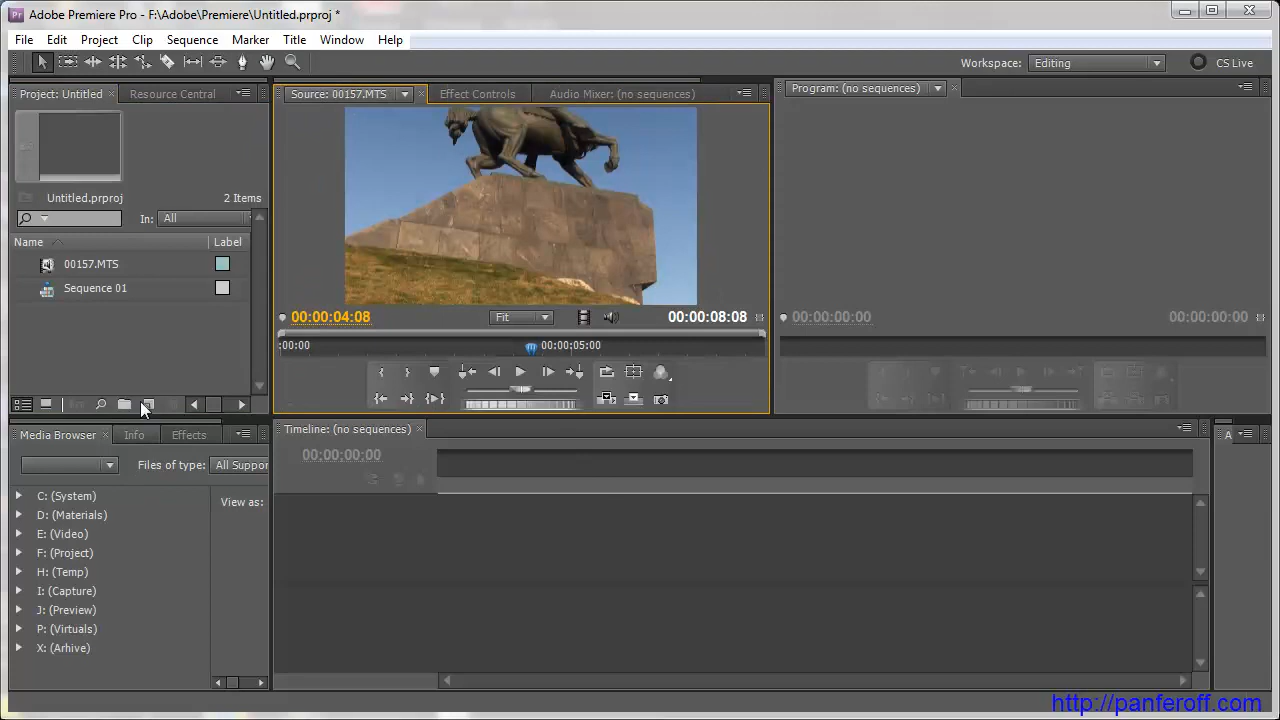 Adobe Premiere Pro - F:\Adobe\Premiere\Untitled.prproj *
File Edit Project Clip Sequence Marker Title Window Help
Workspace: Editing CS Live
Project: Untitled Resource Central
Source: 00157.MTS Effect Controls Audio Mixer: (no sequences)
Program: (no sequences)
Untitled.prproj 2 Items
In: All
Name Label
00157.MTS
Sequence 01
00:00:04:08 Fit 00:00:08:08
:00:00 00:00:05:00
00:00:00:00 00:00:00:00
Media Browser Info Effects
Files of type: All Suppor
View as:
C: (System)
D: (Materials)
E: (Video)
F: (Project)
H: (Temp)
I: (Capture)
J: (Preview)
P: (Virtuals)
X: (Arhive)
Timeline: (no sequences)
00:00:00:00
A
http://panferoff.com